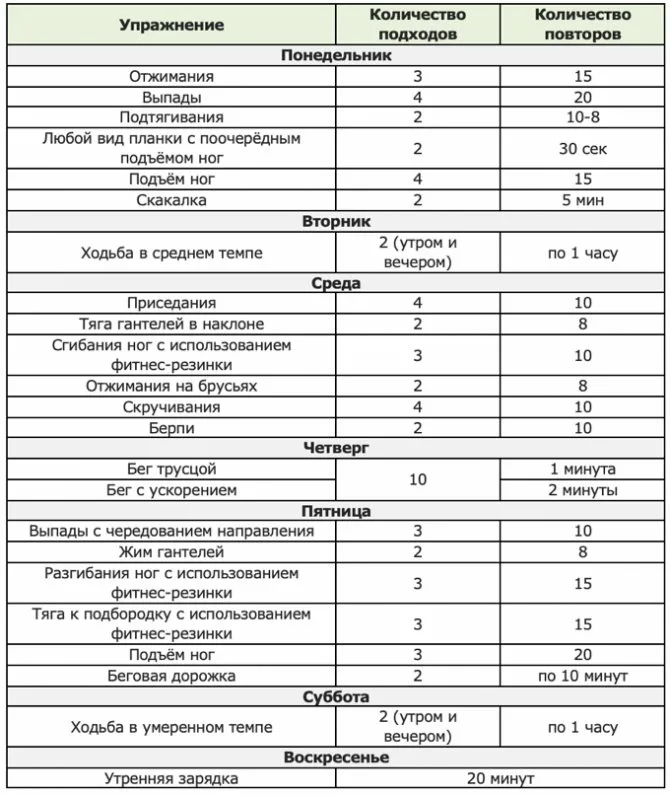 Упражнение Количество подходов Количество повторов
Понедельник
Отжимания 3 15
Выпады 4 20
Подтягивания 2 10-8
Любой вид планки с поочерёдным
подъёмом ног 2 30 сек
Подъём ног 4 15
Скакалка 2 5 мин
Вторник
Ходьба в среднем темпе 2 (утром и вечером) по 1 часу
Среда
Приседания 4 10
Тяга гантелей в наклоне 2 8
Сгибания ног с использованием
фитнес-резинки 3 10
Отжимания на брусьях 2 8
Скручивания 4 10
Берпи 2 10
Четверг
Бег трусцой 10 1 минута
Бег с ускорением 2 минуты
Пятница
Выпады с чередованием направления 3 10
Жим гантелей 2 8
Разгибания ног с использованием
фитнес-резинки 3 15
Тяга к подбородку с использованием
фитнес-резинки 3 15
Подъём ног 3 20
Беговая дорожка 2 по 10 минут
Суббота
Ходьба в умеренном темпе 2 (утром и вечером) по 1 часу
Воскресенье
Утренняя зарядка 20 минут